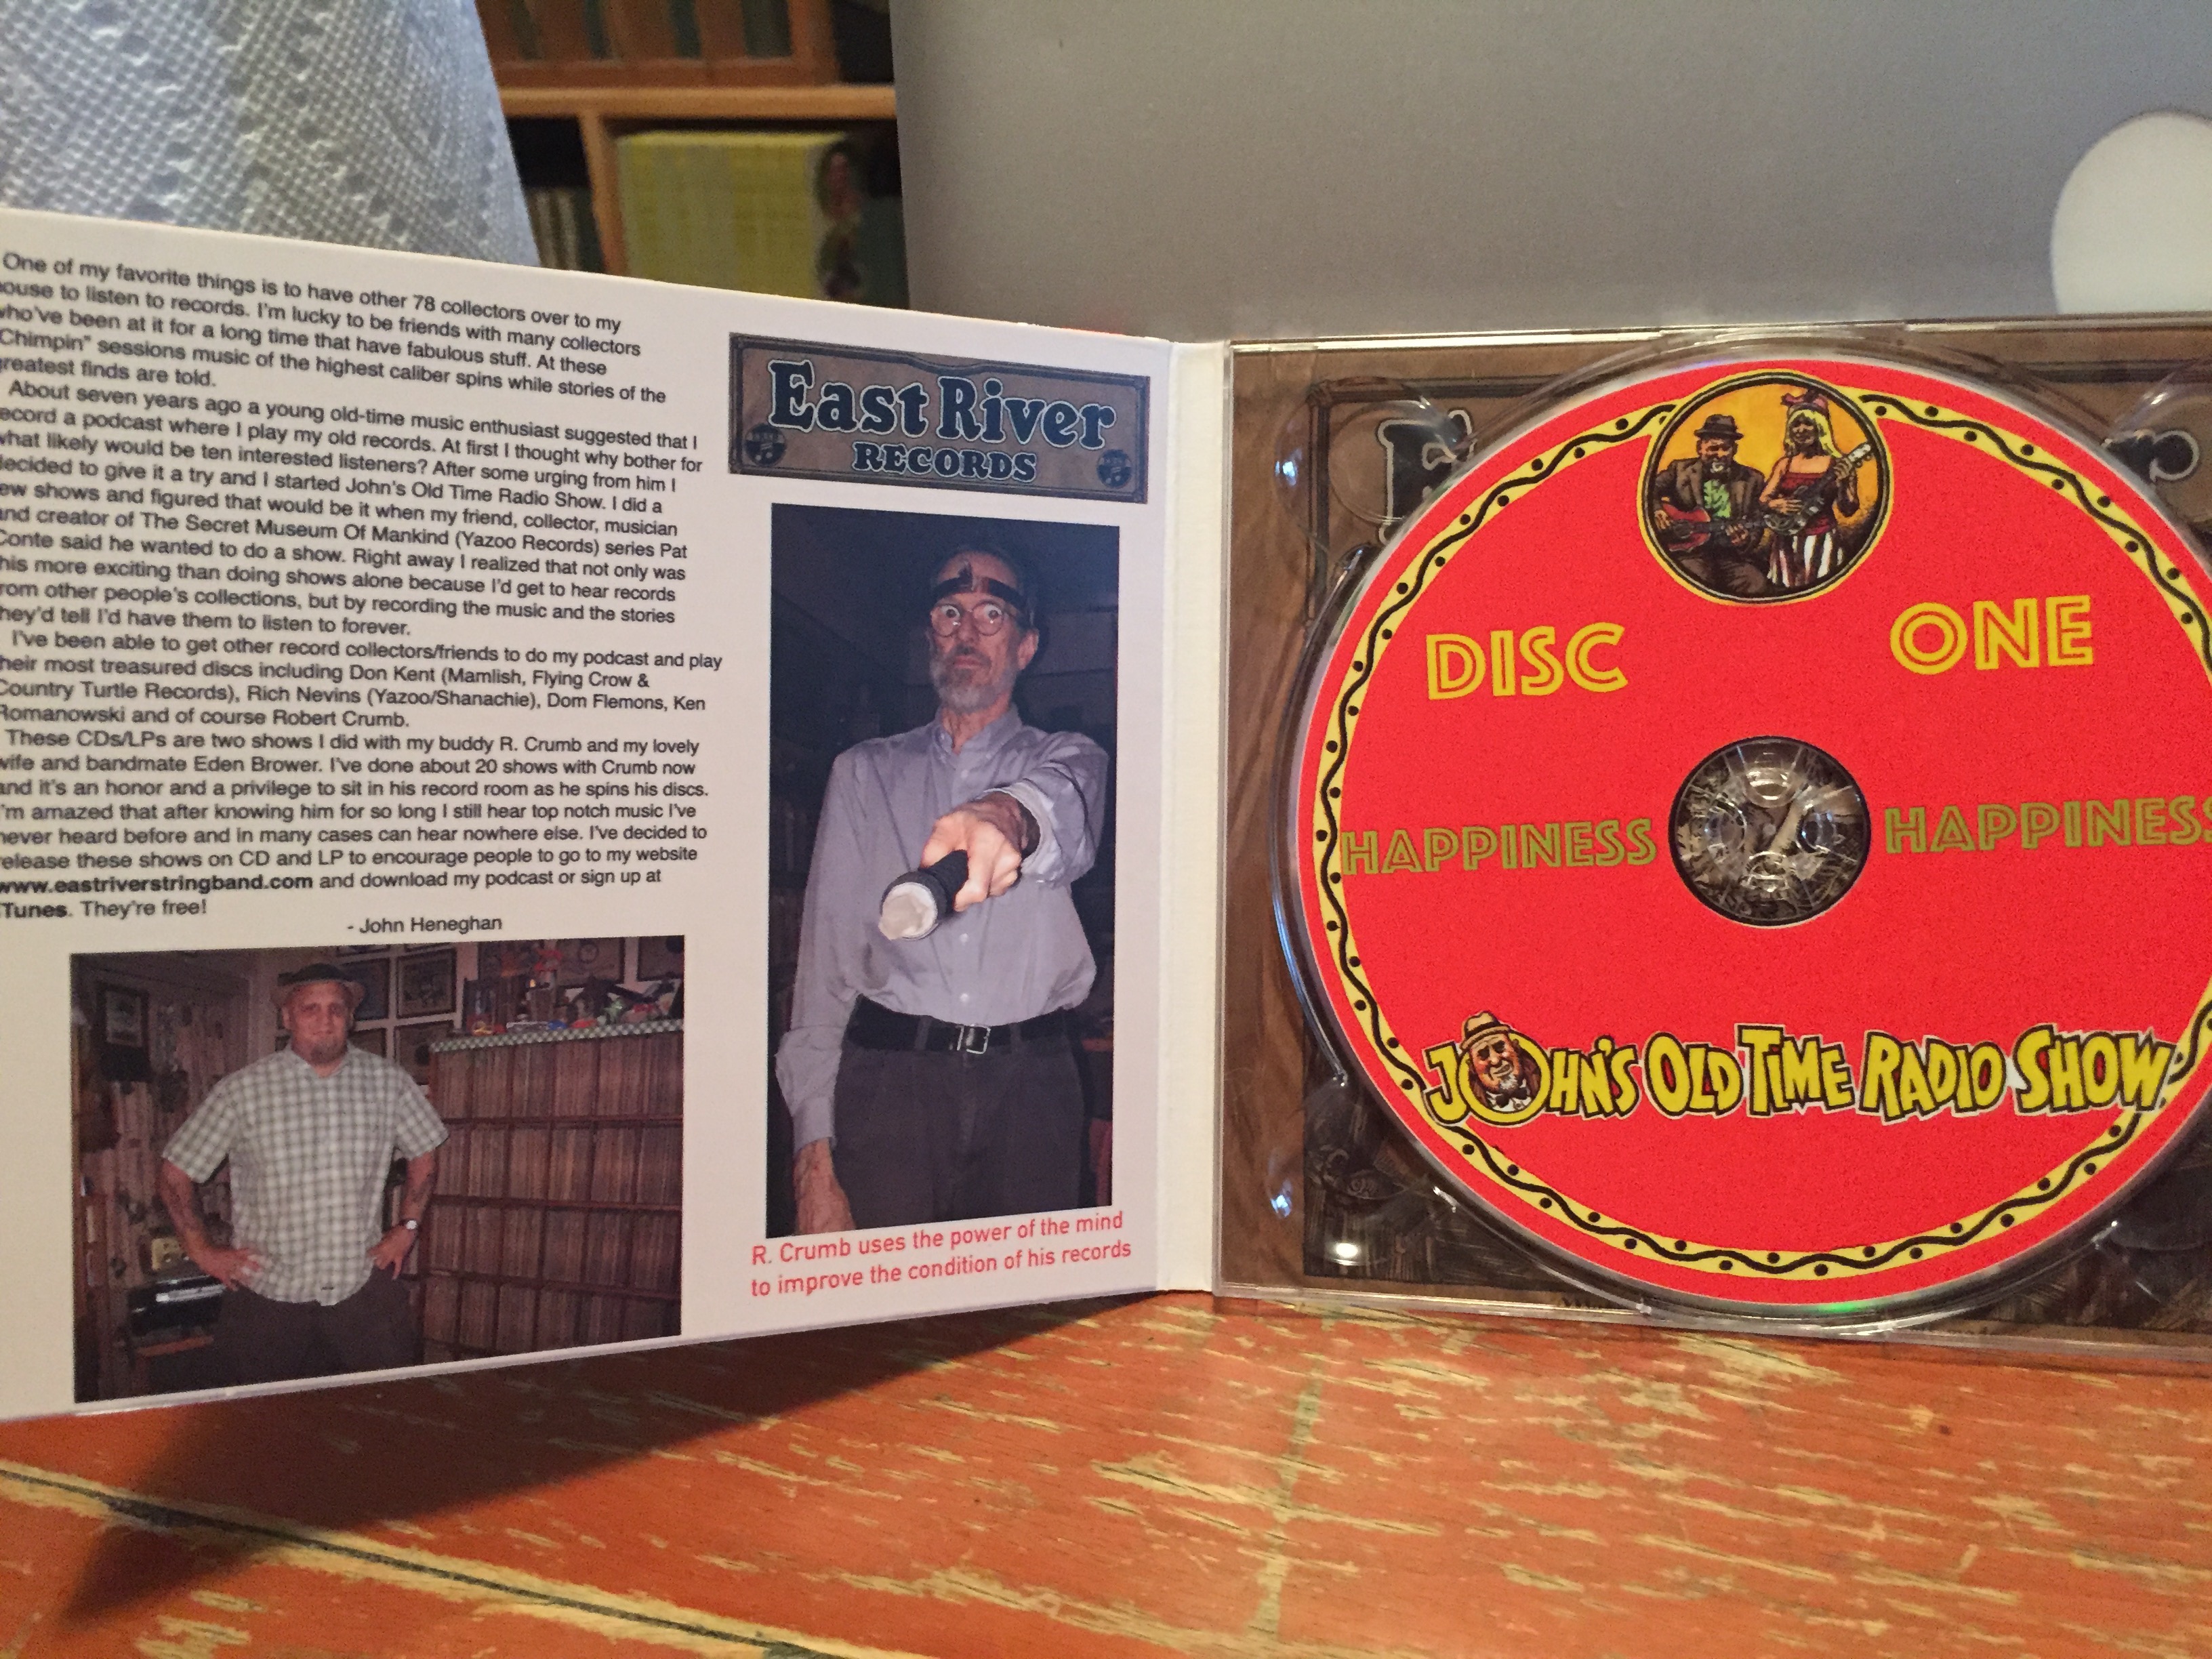 One of my favorite things is to have other 78 collectors over to my
house to listen to records. I'm lucky to be friends with many collectors
who've been at it for a long time that have fabulous stuff. At these
"Chimpin" sessions music of the highest caliber spins while stories of the
greatest finds are told.
About seven years ago a young old-time music enthusiast suggested that I
record a podcast where I play my old records. At first I thought why bother for
what likely would be ten interested listeners? After some urging from him I
decided to give it a try and I started John's Old Time Radio Show. I did a
few shows and figured that would be it when my friend, collector, musician
and creator of The Secret Museum Of Mankind (Yazoo Records) series Pat
Conte said he wanted to do a show. Right away I realized that not only was
this more exciting than doing shows alone because I'd get to hear records
from other people's collections, but by recording the music and the stories
they'd tell I'd have them to listen to forever.
I've been able to get other record collectors/friends to do my podcast and play
their most treasured discs including Don Kent (Mamlish, Flying Crow &
Country Turtle Records), Rich Nevins (Yazoo/Shanachie), Dom Flemons, Ken
Romanowski and of course Robert Crumb.
These CDs/LPs are two shows I did with my buddy R. Crumb and my lovely
wife and bandmate Eden Brower. I've done about 20 shows with Crumb now
and it's an honor and a privilege to sit in his record room as he spins his discs.
I'm amazed that after knowing him for so long I still hear top notch music I've
never heard before and in many cases can hear nowhere else. I've decided to
release these shows on CD and LP to encourage people to go to my website
www.eastriverstringband.com and download my podcast or sign up at
iTunes. They're free!
- John Heneghan
East River
RECORDS
R. Crumb uses the power of the mind
to improve the condition of his records
DISC ONE
HAPPINESS HAPPINESS
JOHN'S OLD TIME RADIO SHOW